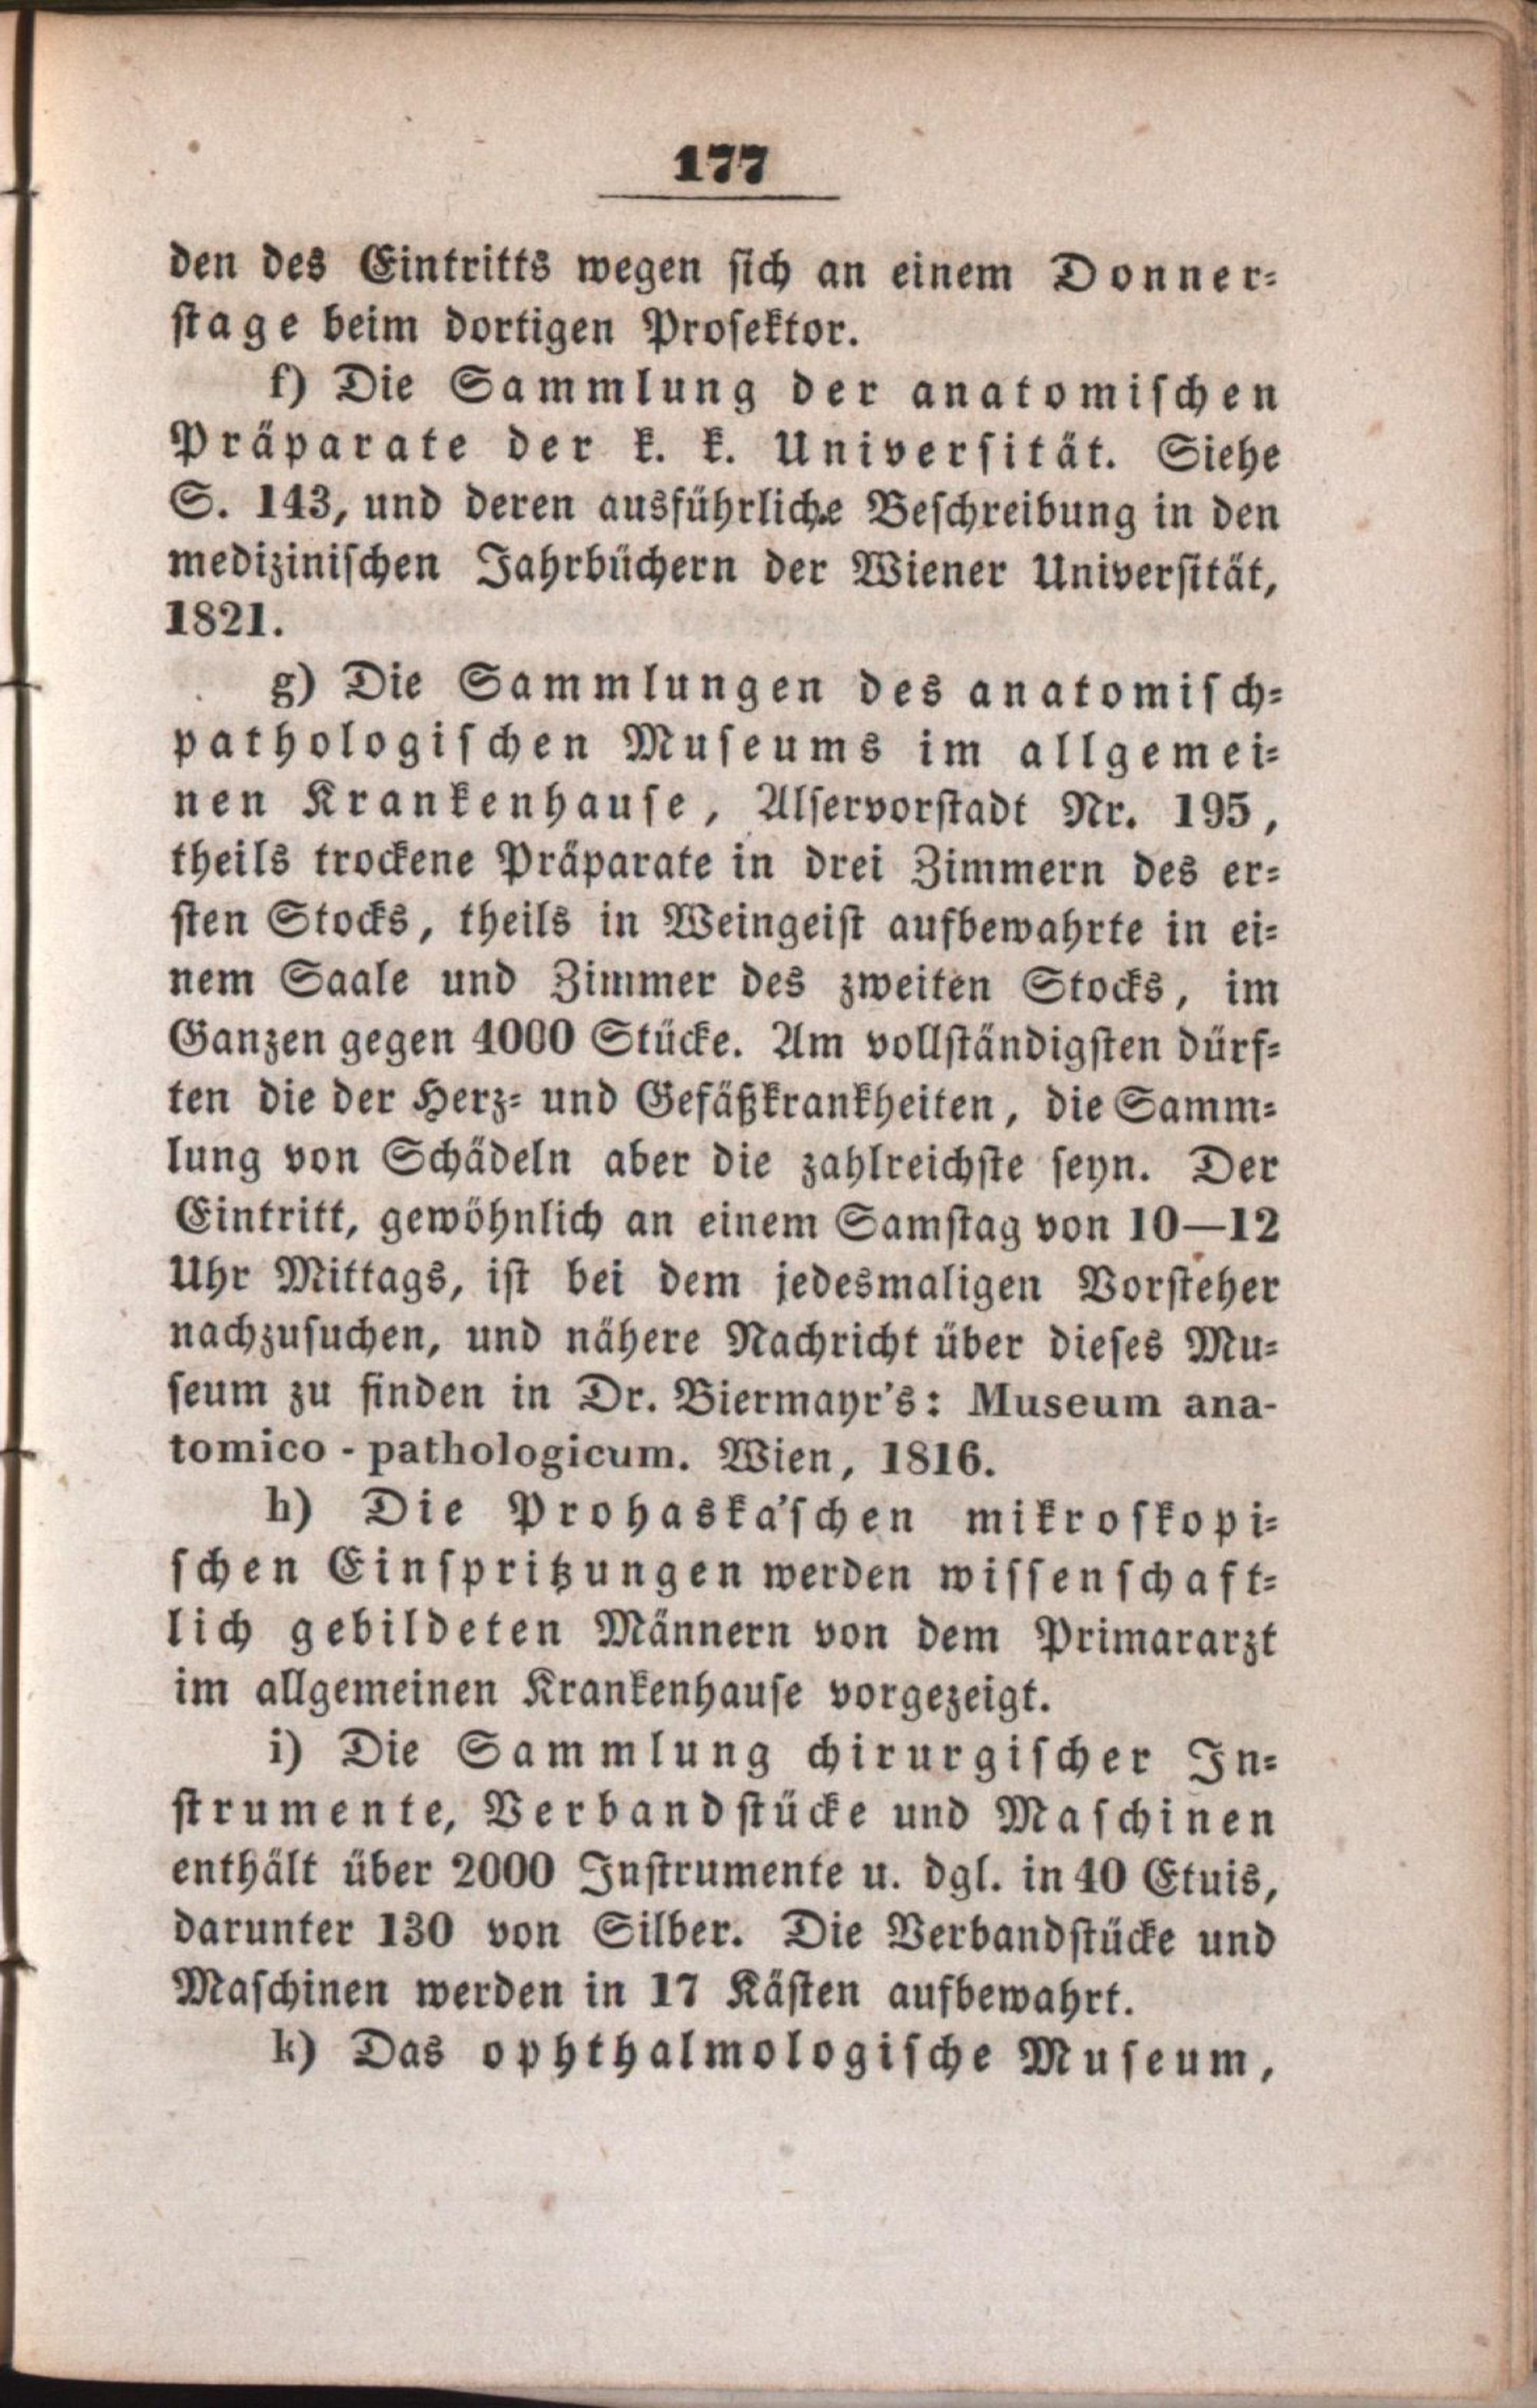 177
den des Eintritts wegen sich an einem Donner-
stage beim dortigen Prosektor.
f) Die Sammlung der anatomischen
Präparate der k. k. Universität. Siehe
S. 143, und deren ausführliche Beschreibung in den
medizinischen Jahrbüchern der Wiener Universität,
1821.
g) Die Sammlungen des anatomisch-
pathologischen Museums im allgemei-
nen Krankenhause, Alservorstadt Nr. 195,
theils trockene Präparate in drei Zimmern des er-
sten Stocks, theils in Weingeist aufbewahrte in ei-
nem Saale und Zimmer des zweiten Stocks, im
Ganzen gegen 4000 Stücke. Am vollständigsten dürf-
ten die der Herz- und Gefäßkrankheiten, die Samm-
lung von Schädeln aber die zahlreichste seyn. Der
Eintritt, gewöhnlich an einem Samstag von 10—12
Uhr Mittags, ist bei dem jedesmaligen Vorsteher
nachzusuchen, und nähere Nachricht über dieses Mu-
seum zu finden in Dr. Biermayr's: Museum ana-
tomico - pathologicum. Wien, 1816.
h) Die Prohaska'schen mikroskopi-
schen Einspritzungen werden wissenschaft-
lich gebildeten Männern von dem Primararzt
im allgemeinen Krankenhause vorgezeigt.
i) Die Sammlung chirurgischer In-
strumente, Verbandstücke und Maschinen
enthält über 2000 Instrumente u. dgl. in 40 Etuis,
darunter 130 von Silber. Die Verbandstücke und
Maschinen werden in 17 Kästen aufbewahrt.
k) Das ophthalmologische Museum,